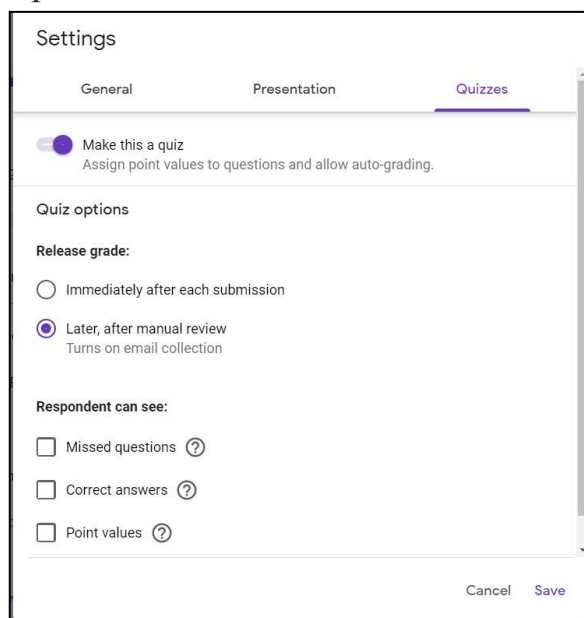 Settings
General Presentation Quizzes
Make this a quiz
Assign point values to questions and allow auto-grading.
Quiz options
Release grade:
Immediately after each submission
Later, after manual review
Turns on email collection
Respondent can see:
Missed questions ?
Correct answers ?
Point values ?
Cancel Save